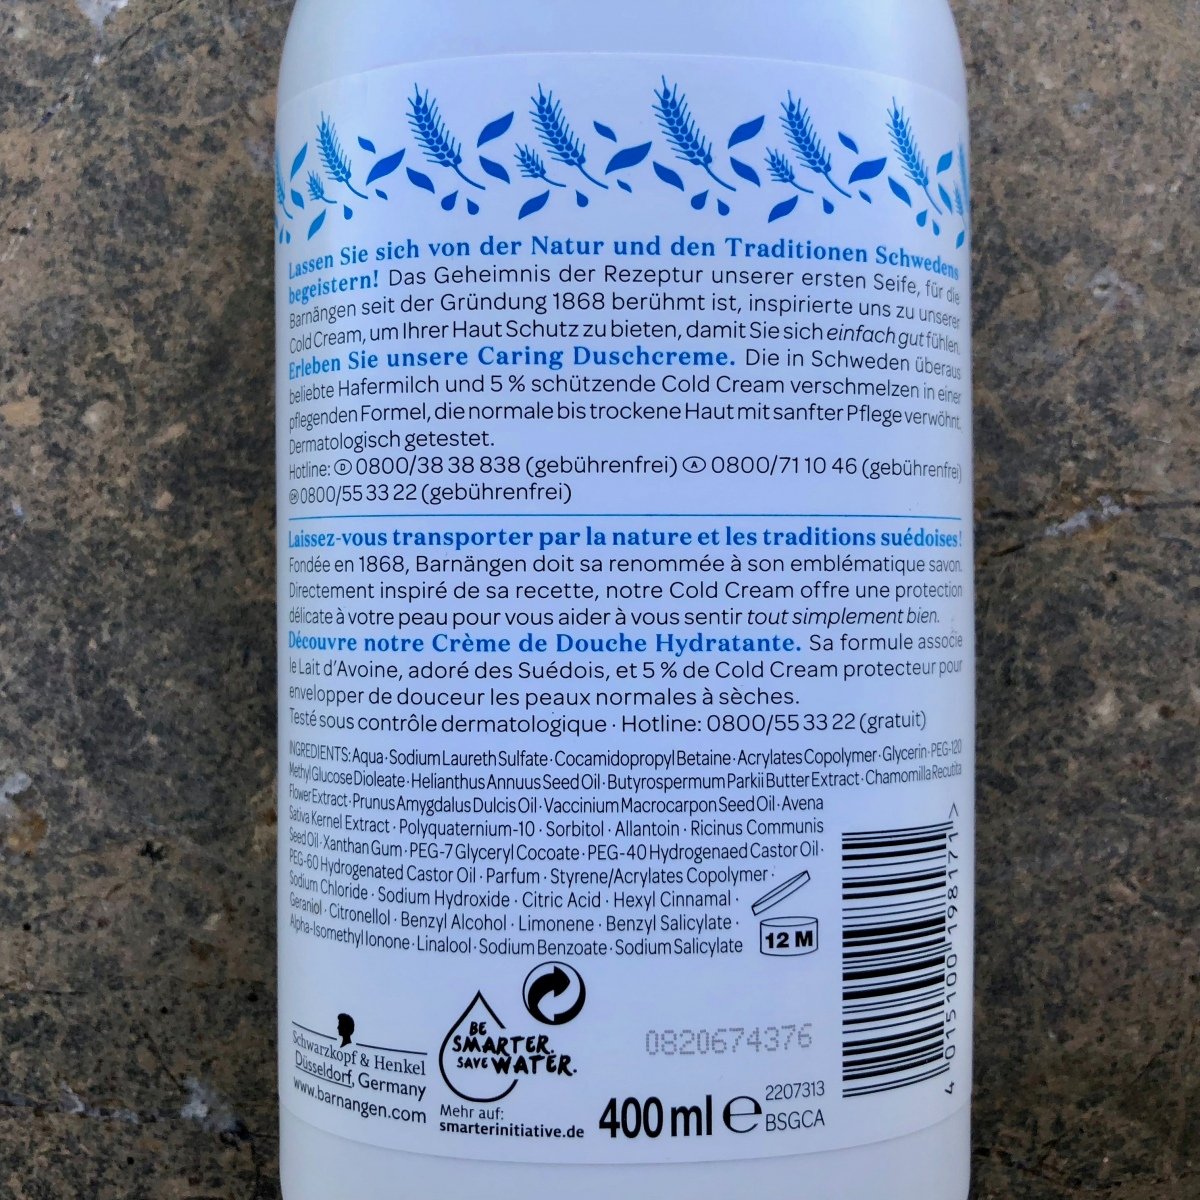 Lassen Sie sich von der Natur und den Traditionen Schwedens
begeistern! Das Geheimnis der Rezeptur unserer ersten Seife, für die
Barnängen seit der Gründung 1868 berühmt ist, inspirierte uns zu unserer
Cold Cream, um Ihrer Haut Schutz zu bieten, damit Sie sich einfach gut fühlen.
Erleben Sie unsere Caring Duschcreme. Die in Schweden überaus
beliebte Hafermilch und 5 % schützende Cold Cream verschmelzen in einer
pflegenden Formel, die normale bis trockene Haut mit sanfter Pflege verwöhnt.
Dermatologisch getestet.
Hotline: Ⓓ 0800/38 38 838 (gebührenfrei) Ⓐ 0800/71 10 46 (gebührenfrei)
0800/55 33 22 (gebührenfrei)
Laissez-vous transporter par la nature et les traditions suédoises!
Fondée en 1868, Barnängen doit sa renommée à son emblématique savon.
Directement inspiré de sa recette, notre Cold Cream offre une protection
délicate à votre peau pour vous aider à vous sentir tout simplement bien.
Découvre notre Crème de Douche Hydratante. Sa formule associe
le Lait d'Avoine, adoré des Suédois, et 5 % de Cold Cream protecteur pour
envelopper de douceur les peaux normales à sèches.
Testé sous contrôle dermatologique · Hotline: 0800/55 33 22 (gratuit)
INGREDIENTS: Aqua · Sodium Laureth Sulfate · Cocamidopropyl Betaine · Acrylates Copolymer · Glycerin · PEG-120
Methyl Glucose Dioleate · Helianthus Annuus Seed Oil · Butyrospermum Parkii Butter Extract · Chamomilla Recutita
Flower Extract · Prunus Amygdalus Dulcis Oil · Vaccinium Macrocarpon Seed Oil · Avena
Sativa Kernel Extract · Polyquaternium-10 · Sorbitol · Allantoin · Ricinus Communis
Seed Oil · Xanthan Gum · PEG-7 Glyceryl Cocoate · PEG-40 Hydrogenaed Castor Oil ·
PEG-60 Hydrogenated Castor Oil · Parfum · Styrene/Acrylates Copolymer ·
Sodium Chloride · Sodium Hydroxide · Citric Acid · Hexyl Cinnamal ·
Geraniol · Citronellol · Benzyl Alcohol · Limonene · Benzyl Salicylate ·
Alpha-Isomethyl Ionone · Linalool · Sodium Benzoate · Sodium Salicylate
12 M
4 015100 198171 >
Schwarzkopf & Henkel
Düsseldorf, Germany
www.barnangen.com
BE
SMARTER.
SAVE WATER.
Mehr auf:
smarterinitiative.de
0820674376
400 ml ℮
2207313
BSGCA